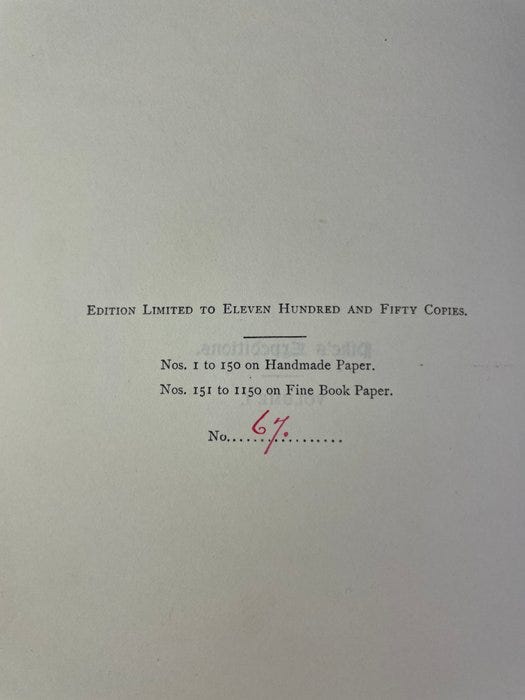 Edition Limited to Eleven Hundred and Fifty Copies.
Nos. 1 to 150 on Handmade Paper.
Nos. 151 to 1150 on Fine Book Paper.
No....67.............